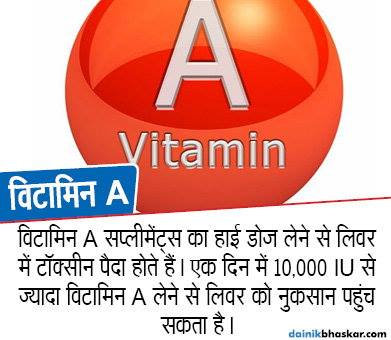 A
Vitamin
विटामिन A
विटामिन A सप्लीमेंट्स का हाई डोज लेने से लिवर
में टॉक्सीन पैदा होते हैं। एक दिन में 10,000 IU से
ज्यादा विटामिन A लेने से लिवर को नुकसान पहुंच
सकता है।
dainikbhaskar.com